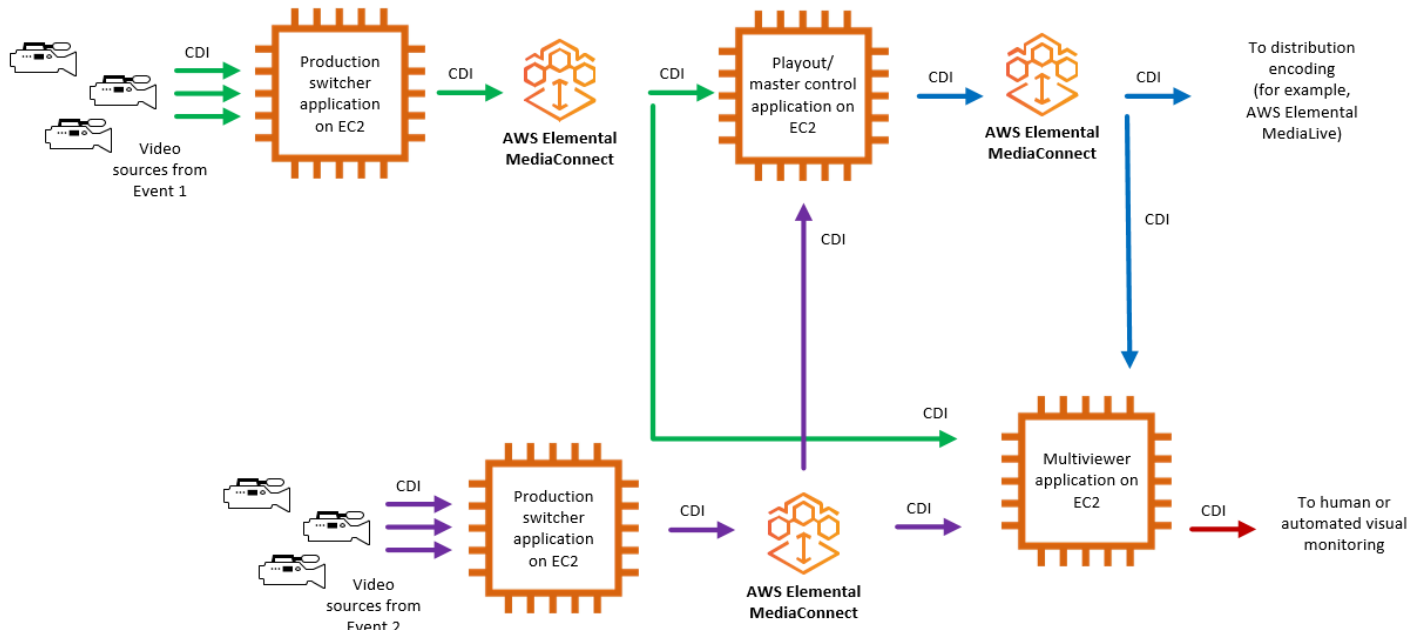 CDI
Video
sources from
Event 1
Production
switcher
application
on EC2
CDI
AWS Elemental
MediaConnect
CDI
Playout/
master control
application on
EC2
CDI
AWS Elemental
MediaConnect
CDI
To distribution
encoding
(for example,
AWS Elemental
MediaLive)
CDI
CDI
CDI
CDI
Video
sources from
Event 2
Production
switcher
application
on EC2
CDI
AWS Elemental
MediaConnect
CDI
Multiviewer
application on
EC2
CDI
To human or
automated visual
monitoring